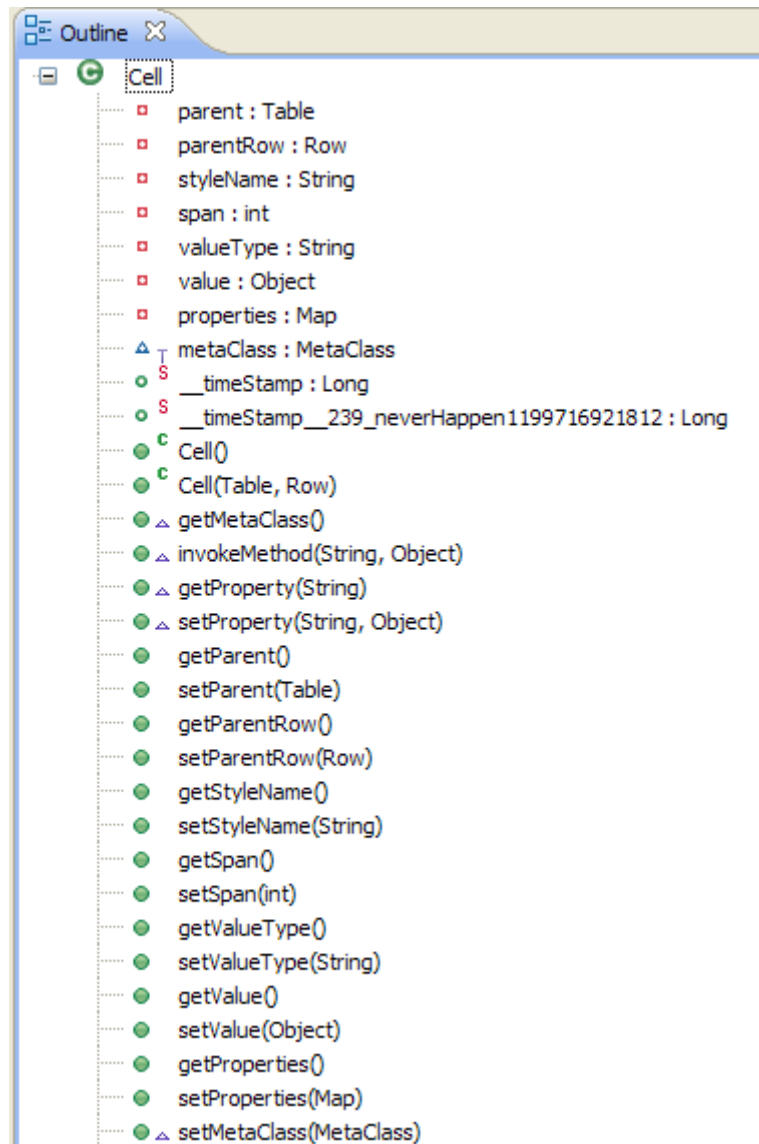 Outline
Cell
parent : Table
parentRow : Row
styleName : String
span : int
valueType : String
value : Object
properties : Map
metaClass : MetaClass
__timeStamp : Long
__timeStamp__239_neverHappen1199716921812 : Long
Cell()
Cell(Table, Row)
getMetaClass()
invokeMethod(String, Object)
getProperty(String)
setProperty(String, Object)
getParent()
setParent(Table)
getParentRow()
setParentRow(Row)
getStyleName()
setStyleName(String)
getSpan()
setSpan(int)
getValueType()
setValueType(String)
getValue()
setValue(Object)
getProperties()
setProperties(Map)
setMetaClass(MetaClass)